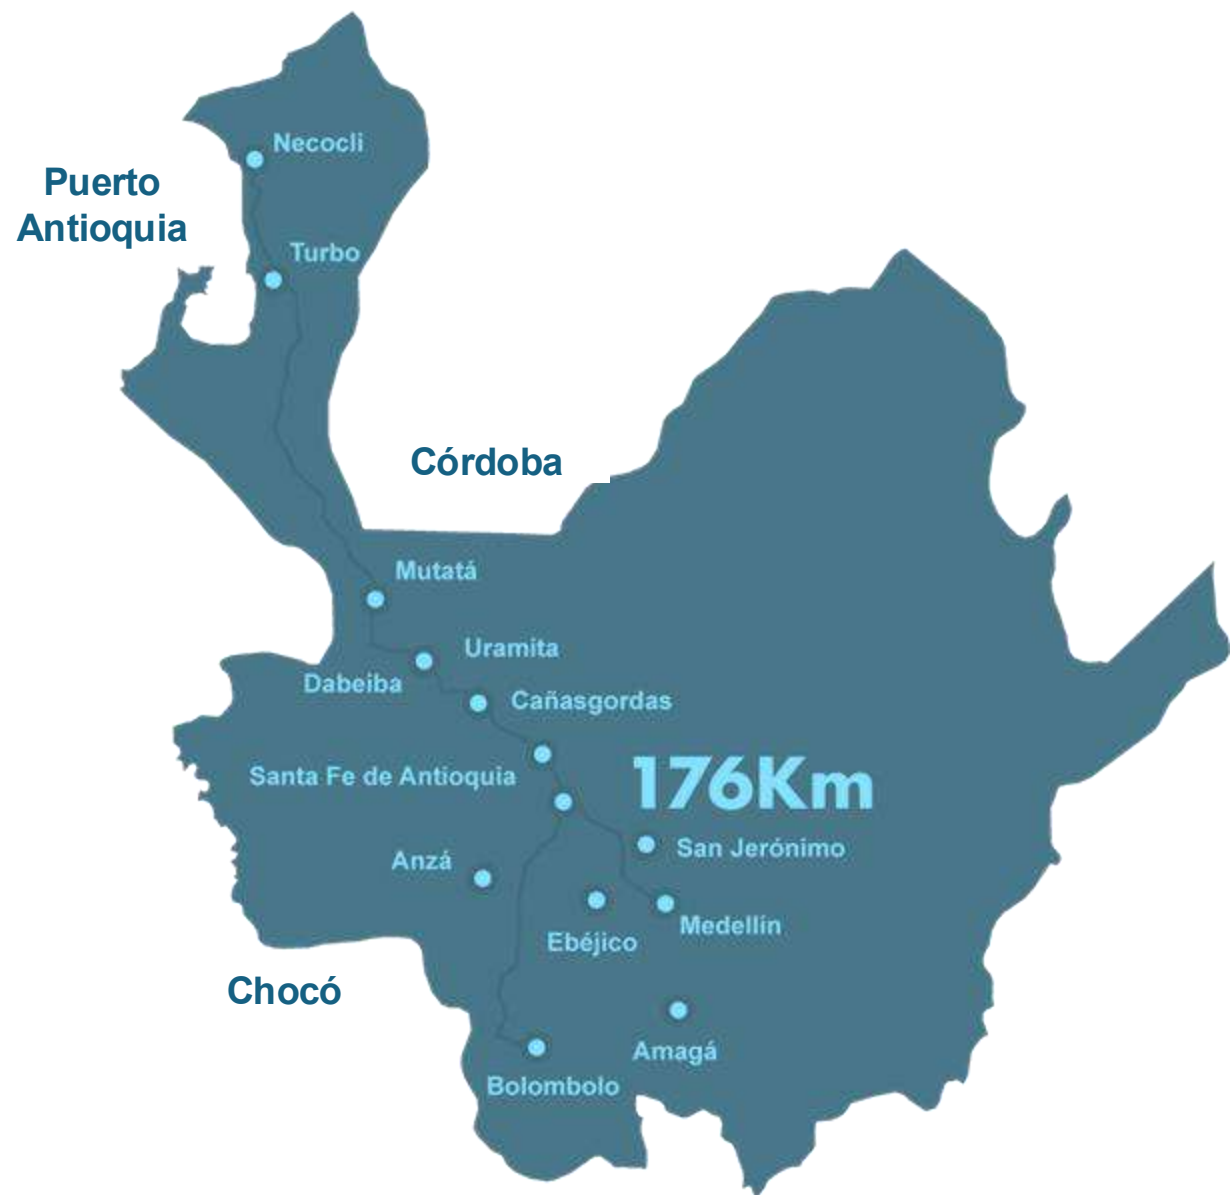 Necocli
Puerto
Antioquia
Turbo
Córdoba
Mutatá
Uramita
Dabeiba
Cañasgordas
Santa Fe de Antioquia
176Km
San Jerónimo
Anzá
Medellín
Ebéjico
Chocó
Amagá
Bolombolo